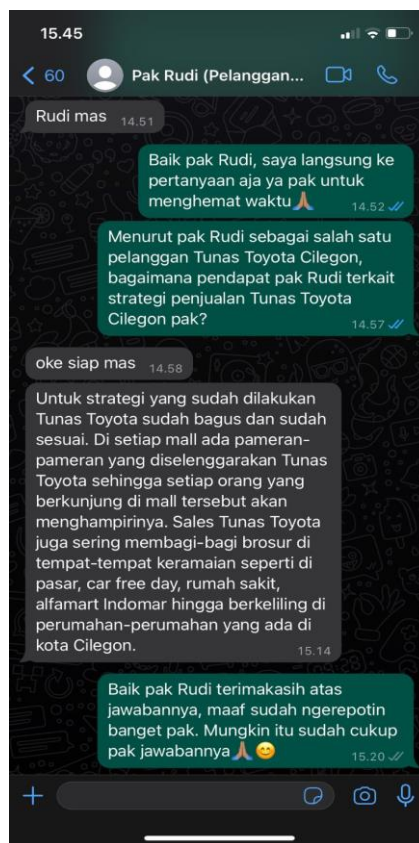 15.45
60
Pak Rudi (Pelanggan...
Rudi mas 14.51
Baik pak Rudi, saya langsung ke
pertanyaan aja ya pak untuk
menghemat waktu🙏🏽 14.52
Menurut pak Rudi sebagai salah satu
pelanggan Tunas Toyota Cilegon,
bagaimana pendapat pak Rudi terkait
strategi penjualan Tunas Toyota
Cilegon pak?
14.57
oke siap mas 14.58
Untuk strategi yang sudah dilakukan
Tunas Toyota sudah bagus dan sudah
sesuai. Di setiap mall ada pameran-
pameran yang diselenggarakan Tunas
Toyota sehingga setiap orang yang
berkunjung di mall tersebut akan
menghampirinya. Sales Tunas Toyota
juga sering membagi-bagi brosur di
tempat-tempat keramaian seperti di
pasar, car free day, rumah sakit,
alfamart Indomar hingga berkeliling di
perumahan-perumahan yang ada di
kota Cilegon.
15.14
Baik pak Rudi terimakasih atas
jawabannya, maaf sudah ngerepotin
banget pak. Mungkin itu sudah cukup
pak jawabannya🙏🏽😊
15.20